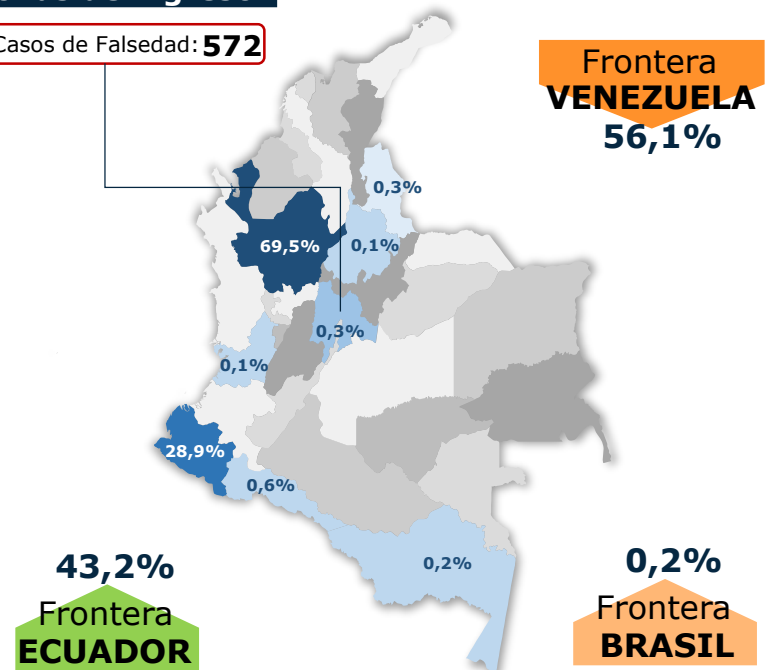 Casos de Falsedad: 572
Frontera
VENEZUELA
56,1%
0,3%
69,5%
0,1%
0,3%
0,1%
28,9%
0,6%
0,2%
43,2%
Frontera
ECUADOR
0,2%
Frontera
BRASIL